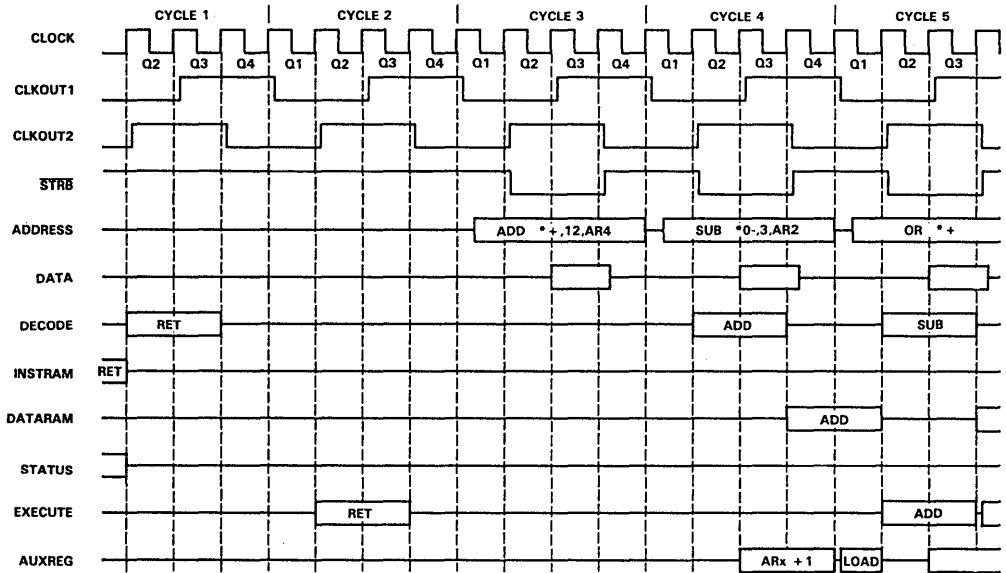 CYCLE 1 CYCLE 2 CYCLE 3 CYCLE 4 CYCLE 5
CLOCK
Q2 Q3 Q4 Q1 Q2 Q3 Q4 Q1 Q2 Q3 Q4 Q1 Q2 Q3 Q4 Q1 Q2 Q3
CLKOUT1
CLKOUT2
STRB
ADDRESS ADD *+,12,AR4 SUB *0-,3,AR2 OR *+
DATA
DECODE RET ADD SUB
INSTRAM RET
DATARAM ADD
STATUS
EXECUTE RET ADD
AUXREG ARx + 1 LOAD